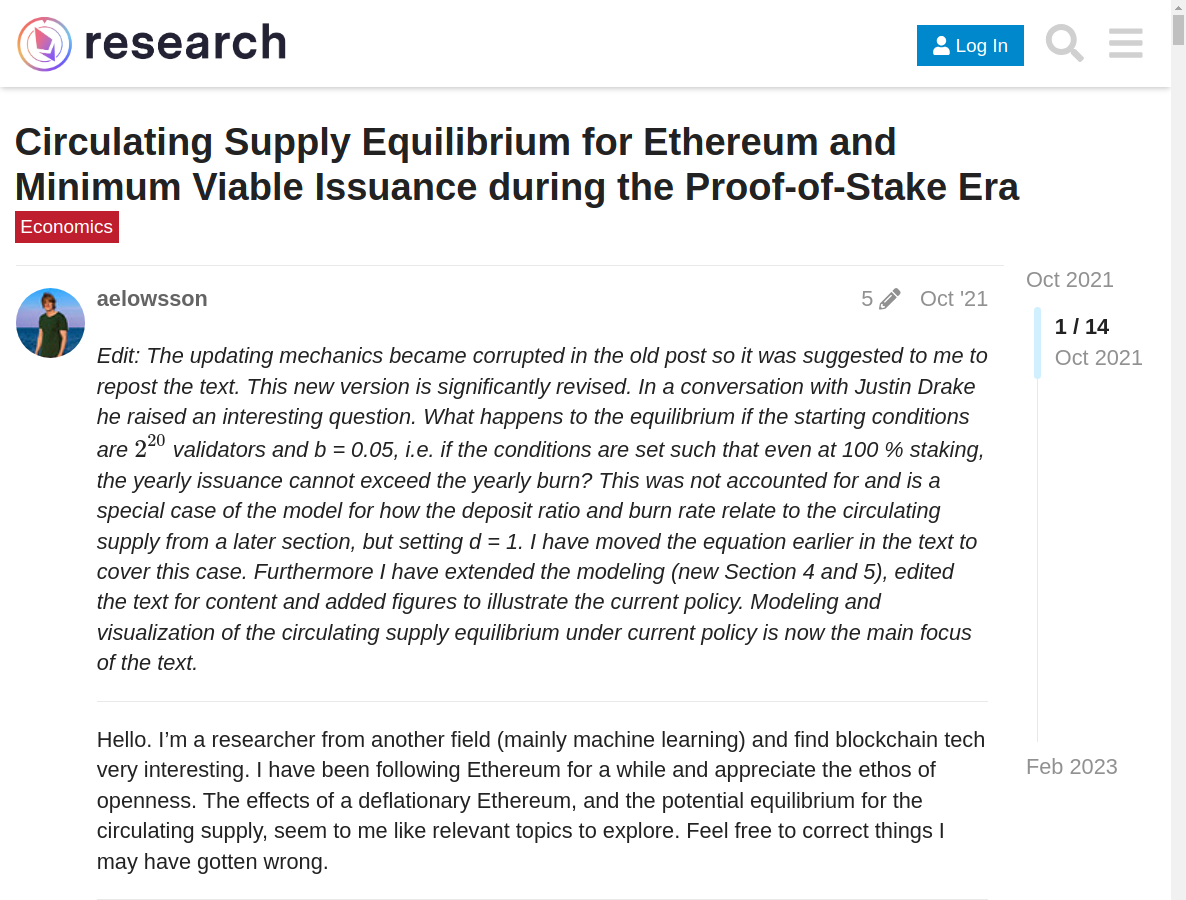 research
Log In
Circulating Supply Equilibrium for Ethereum and
Minimum Viable Issuance during the Proof-of-Stake Era
Economics
aelowsson
5
Oct '21
Oct 2021
1 / 14
Oct 2021
Feb 2023
Edit: The updating mechanics became corrupted in the old post so it was suggested to me to
repost the text. This new version is significantly revised. In a conversation with Justin Drake
he raised an interesting question. What happens to the equilibrium if the starting conditions
are 2^20 validators and b = 0.05, i.e. if the conditions are set such that even at 100 % staking,
the yearly issuance cannot exceed the yearly burn? This was not accounted for and is a
special case of the model for how the deposit ratio and burn rate relate to the circulating
supply from a later section, but setting d = 1. I have moved the equation earlier in the text to
cover this case. Furthermore I have extended the modeling (new Section 4 and 5), edited
the text for content and added figures to illustrate the current policy. Modeling and
visualization of the circulating supply equilibrium under current policy is now the main focus
of the text.
Hello. I’m a researcher from another field (mainly machine learning) and find blockchain tech
very interesting. I have been following Ethereum for a while and appreciate the ethos of
openness. The effects of a deflationary Ethereum, and the potential equilibrium for the
circulating supply, seem to me like relevant topics to explore. Feel free to correct things I
may have gotten wrong.